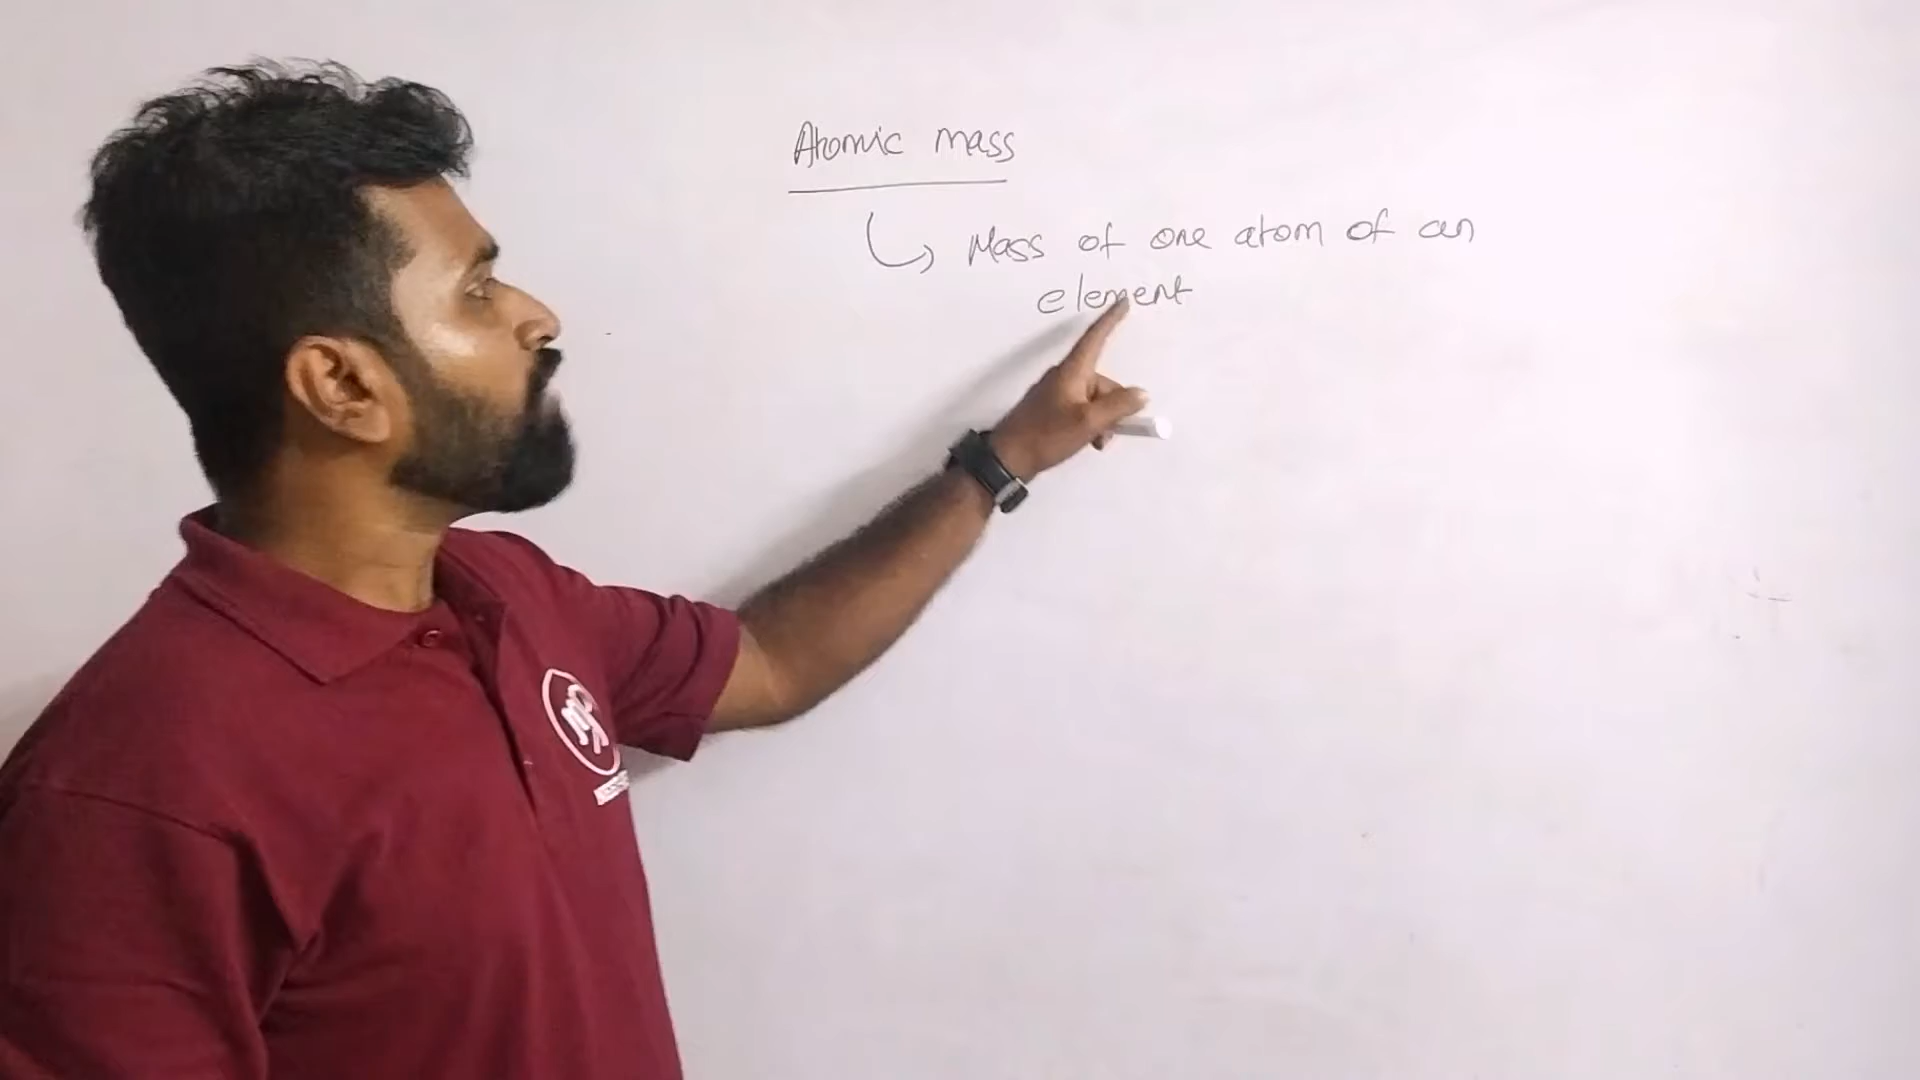 Atomic mass
Mass of one atom of an
element